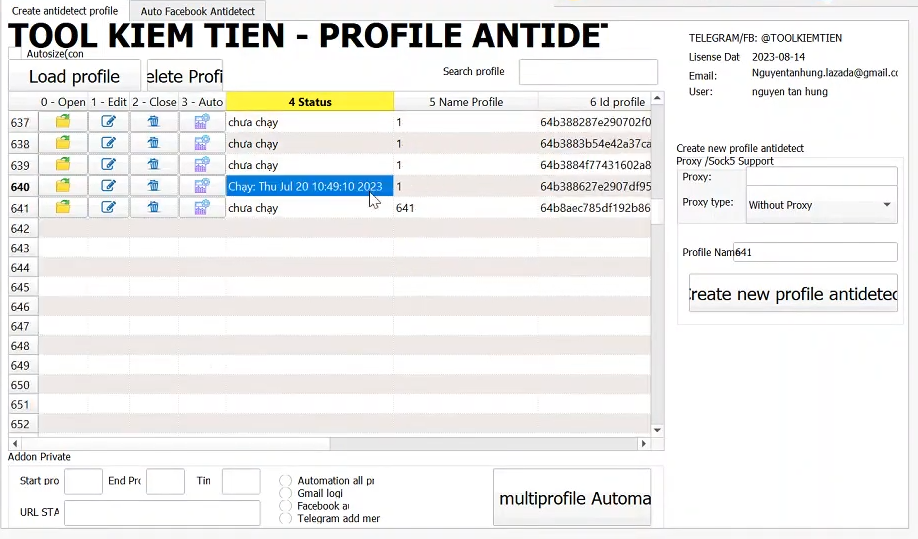 Create antidetect profile Auto Facebook Antidetect
TOOL KIEM TIEN - PROFILE ANTIDET
Autosize(con
Load profile elete Profi
Search profile
TELEGRAM/FB: @TOOLKIEMTIEN
Lisense Dat 2023-08-14
Email: Nguyentanhung.lazada@gmail.co
User: nguyen tan hung
0 - Open 1 - Edit 2 - Close 3 - Auto 4 Status 5 Name Profile 6 Id profile
637 chưa chạy 1 64b388287e290702f0
638 chưa chạy 1 64b3883b54e42a37ca
639 chưa chạy 1 64b3884f77431602a8
640 Chạy: Thu Jul 20 10:49:10 2023 1 64b388627e2907df95
641 chưa chạy 641 64b8aec785df192b86
642
643
644
645
646
647
648
649
650
651
652
Create new profile antidetect
Proxy /Sock5 Support
Proxy:
Proxy type: Without Proxy
Profile Name 641
Create new profile antidetec
Addon Private
Start pro End Pro Tin
URL STA
Automation all pr
Gmail logi
Facebook au
Telegram add mer
multiprofile Automa